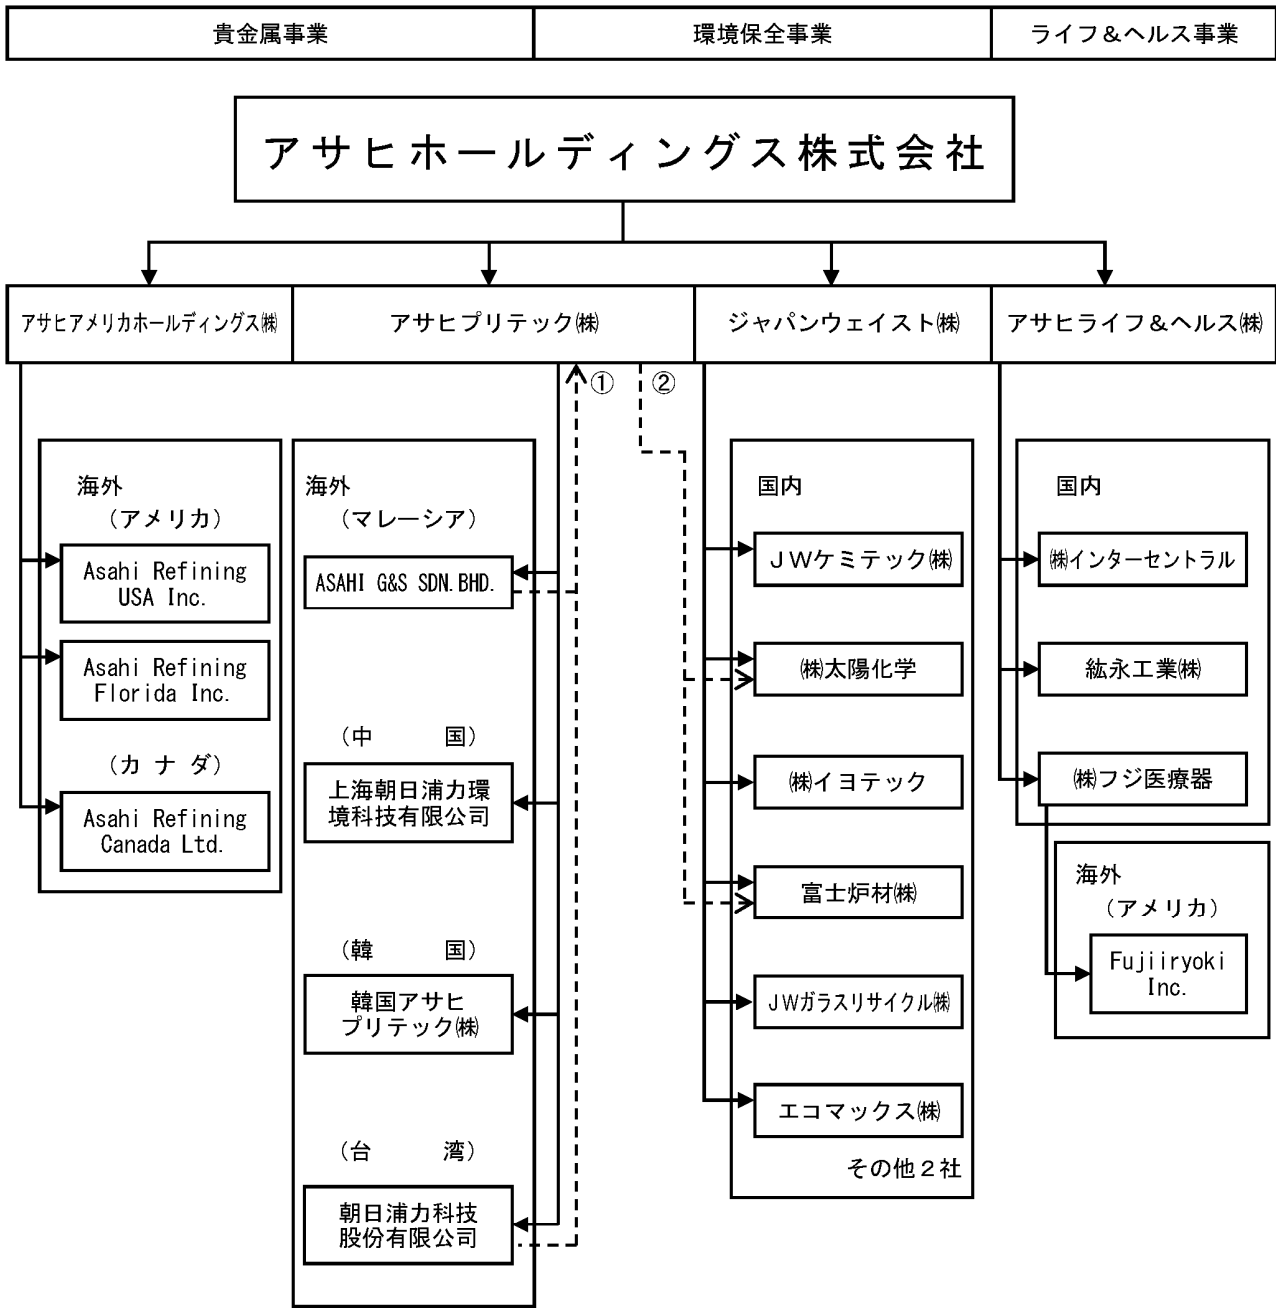 貴金属事業
環境保全事業
ライフ＆ヘルス事業
アサヒホールディングス株式会社
アサヒアメリカホールディングス㈱
アサヒプリテック㈱
ジャパンウェイスト㈱
アサヒライフ＆ヘルス㈱
①
②
海外
（アメリカ）
Asahi Refining
USA Inc.
Asahi Refining
Florida Inc.
（カナダ）
Asahi Refining
Canada Ltd.
海外
（マレーシア）
ASAHI G&S SDN.BHD.
（中　　国）
上海朝日浦力環
境科技有限公司
（韓　　国）
韓国アサヒ
プリテック㈱
（台　　湾）
朝日浦力科技
股份有限公司
国内
ＪＷケミテック㈱
㈱太陽化学
㈱イヨテック
富士炉材㈱
ＪＷガラスリサイクル㈱
エコマックス㈱
その他２社
国内
㈱インターセントラル
紘永工業㈱
㈱フジ医療器
海外
（アメリカ）
Fujiiryoki
Inc.